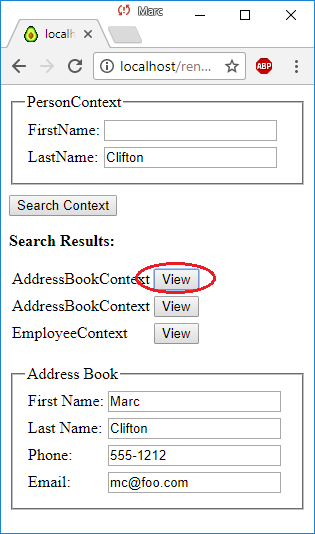 Marc
localh
localhost/ren...
ABP
PersonContext
FirstName:
LastName: Clifton
Search Context
Search Results:
AddressBookContext View
AddressBookContext View
EmployeeContext View
Address Book
First Name: Marc
Last Name: Clifton
Phone: 555-1212
Email: mc@foo.com